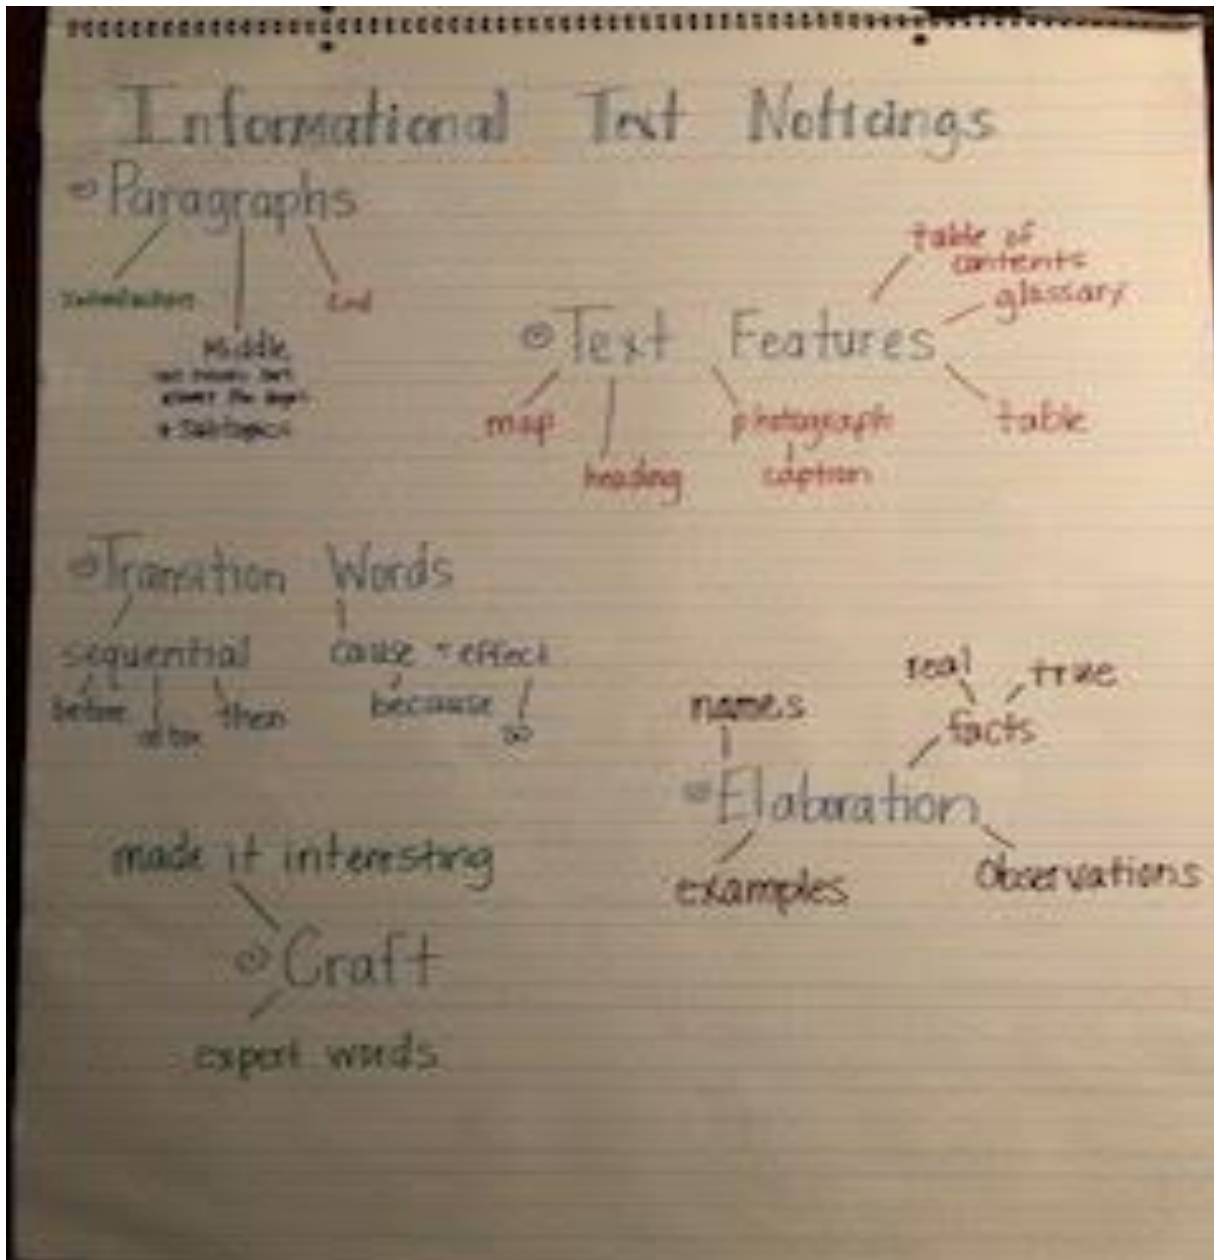 Informational Text Noticings
Paragraphs
Introduction
End
Middle
Subtopics
Text Features
table of
contents
glossary
map
heading
photograph
caption
table
Transition Words
sequential
before
after
then
cause + effect
because
so
Elaboration
names
facts
real
true
examples
Observations
made it interesting
Craft
expert words